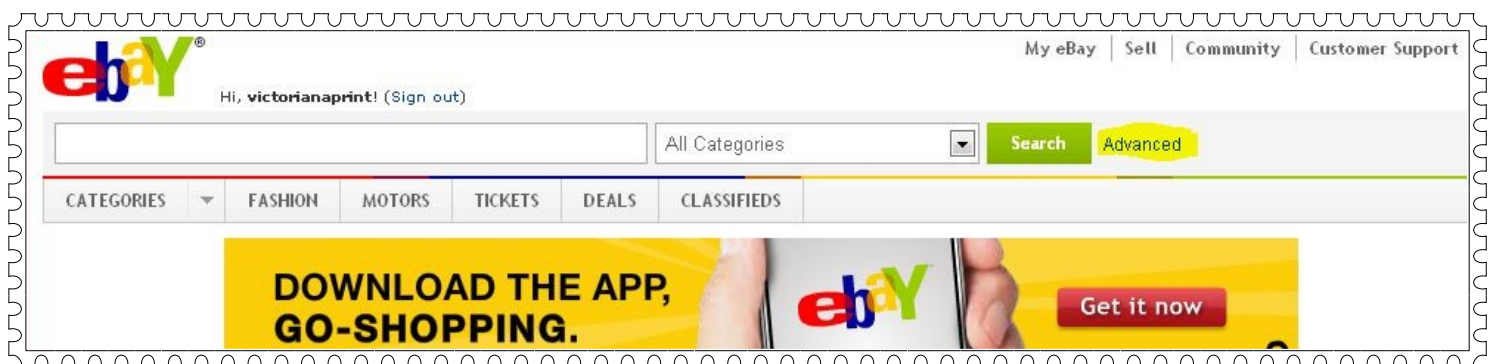 ebaY®
My eBay Sell Community Customer Support
Hi, victorianaprint! (Sign out)
All Categories Search Advanced
CATEGORIES FASHION MOTORS TICKETS DEALS CLASSIFIEDS
DOWNLOAD THE APP,
GO-SHOPPING.
ebaY
Get it now